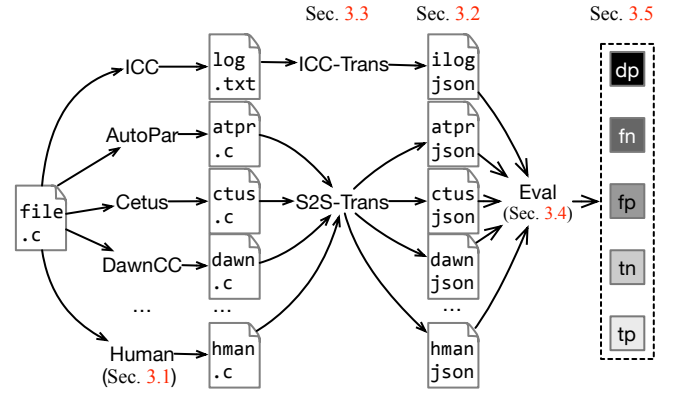 Sec. 3.3 Sec. 3.2 Sec. 3.5
ICC log .txt ICC-Trans ilog json dp
AutoPar atpr .c atpr json fn
file .c Cetus ctus .c S2S-Trans ctus json Eval (Sec. 3.4) fp
DawnCC dawn .c dawn json tn
... ... ...
Human (Sec. 3.1) hman .c hman json tp